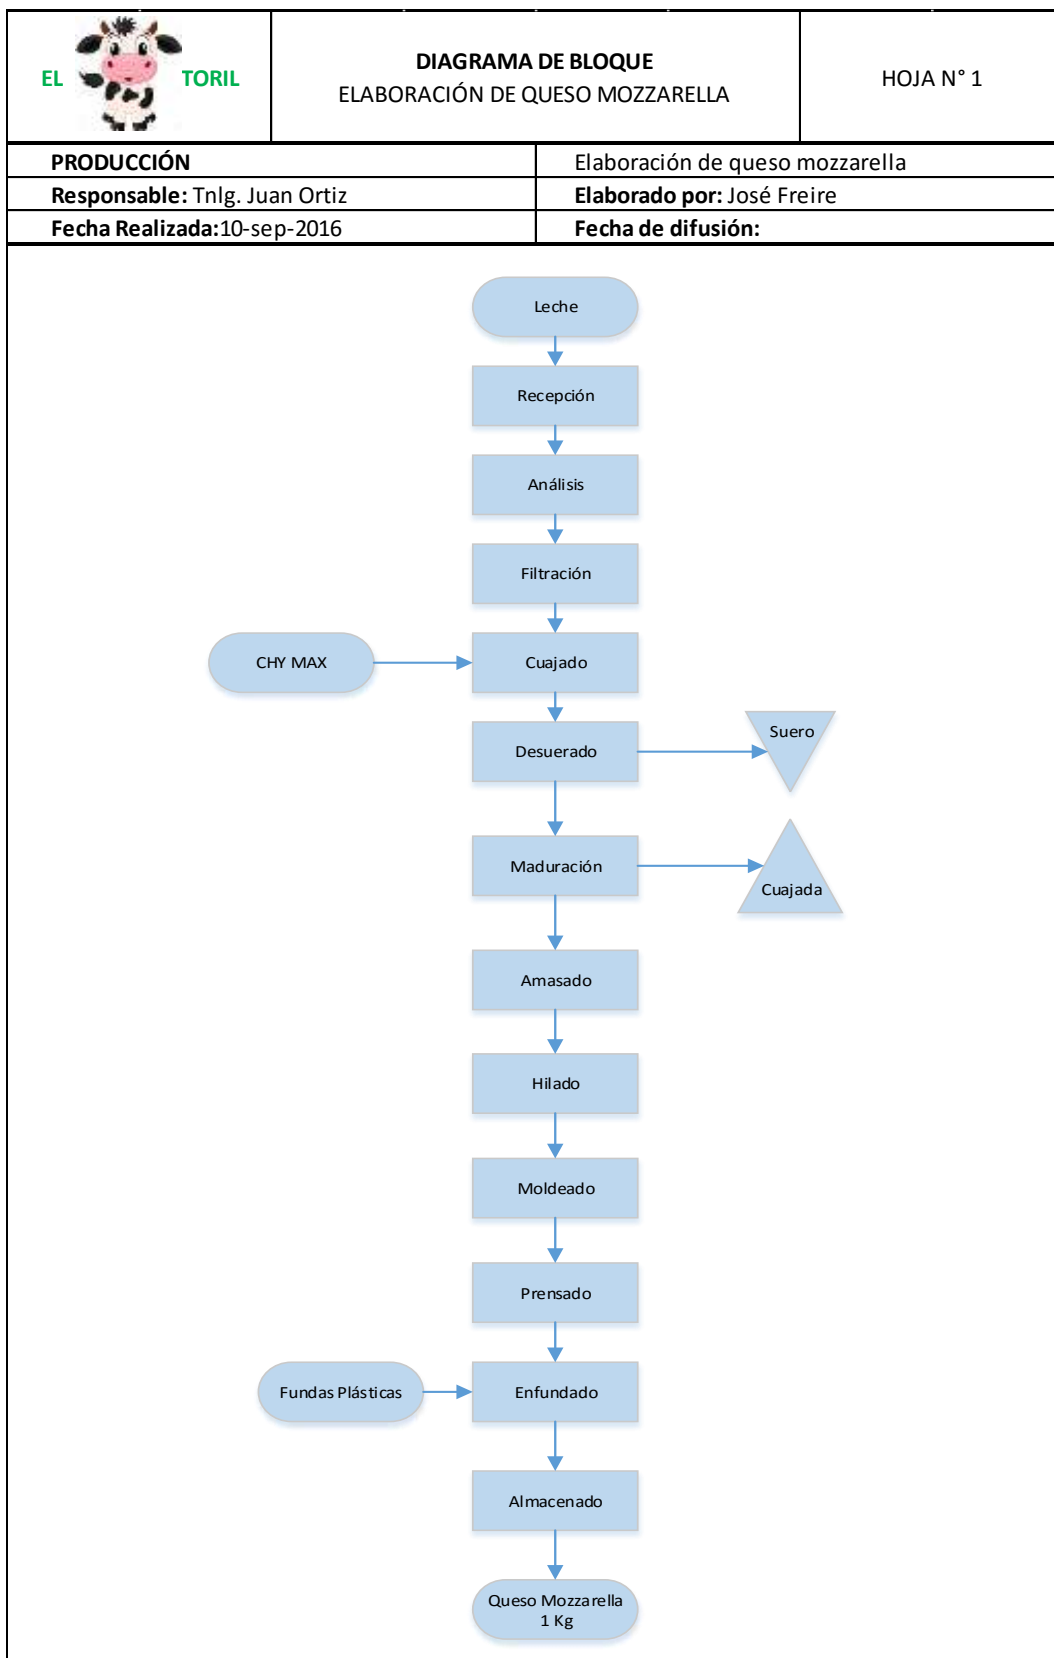 EL TORIL
DIAGRAMA DE BLOQUE
ELABORACIÓN DE QUESO MOZZARELLA
HOJA N° 1
PRODUCCIÓN
Elaboración de queso mozzarella
Responsable: Tnlg. Juan Ortiz
Elaborado por: José Freire
Fecha Realizada:10-sep-2016
Fecha de difusión:
Leche
Recepción
Análisis
Filtración
CHY MAX
Cuajado
Desuerado
Suero
Maduración
Cuajada
Amasado
Hilado
Moldeado
Prensado
Fundas Plásticas
Enfundado
Almacenado
Queso Mozzarella
1 Kg